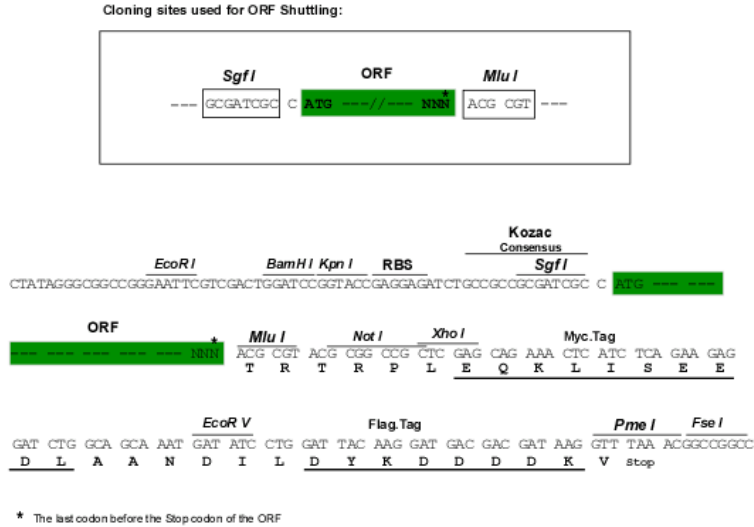 Cloning sites used for ORF Shuttling:
Sgf I ORF Mlu I
--- GCGATCGC C ATG ---//--- NNN* ACG CGT ---
Kozac
Consensus
EcoR I BamH I Kpn I RBS Sgf I
CTATAGGGCGGCCGGGAATTCGTCGACTGGATCCGGTACCGAGGAGATCTGCCGCCGCGATCGC C ATG --- ---
ORF Mlu I Not I Xho I Myc.Tag
--- --- --- --- --- NNN* ACG CGT ACG CGG CCG CTC GAG CAG AAA CTC ATC TCA GAA GAG
T R T R P L E Q K L I S E E
EcoR V Flag.Tag Pme I Fse I
GAT CTG GCA GCA AAT GAT ATC CTG GAT TAC AAG GAT GAC GAC GAT AAG GTT TAA ACGGCCGGCC
D L A A N D I L D Y K D D D D K V Stop
* The last codon before the Stop codon of the ORF